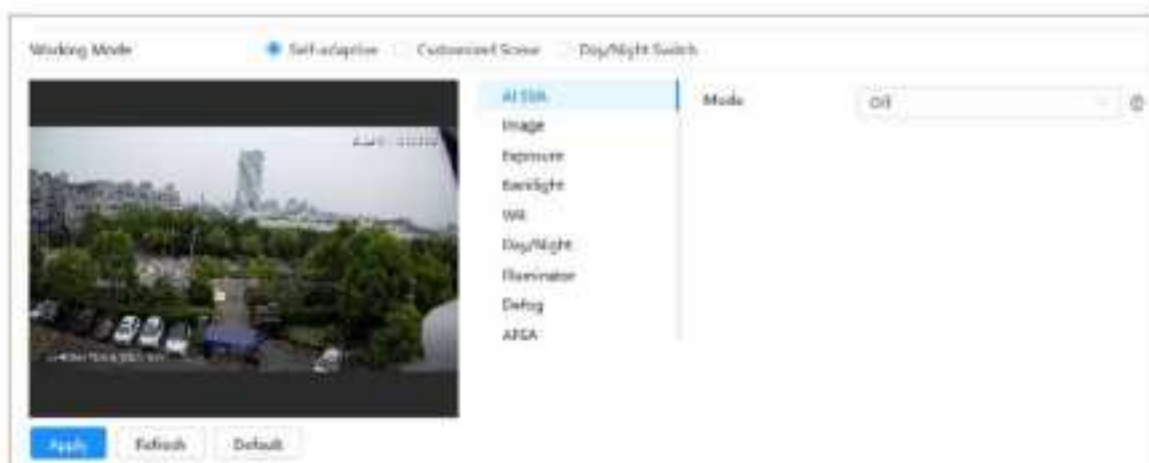 Working Mode Self-adaptive Customized Scene Day/Night Switch
AI SSA Mode Off
Image
Exposure
Backlight
WB
Day/Night
Illuminator
Defog
AFSA
Apply Refresh Default